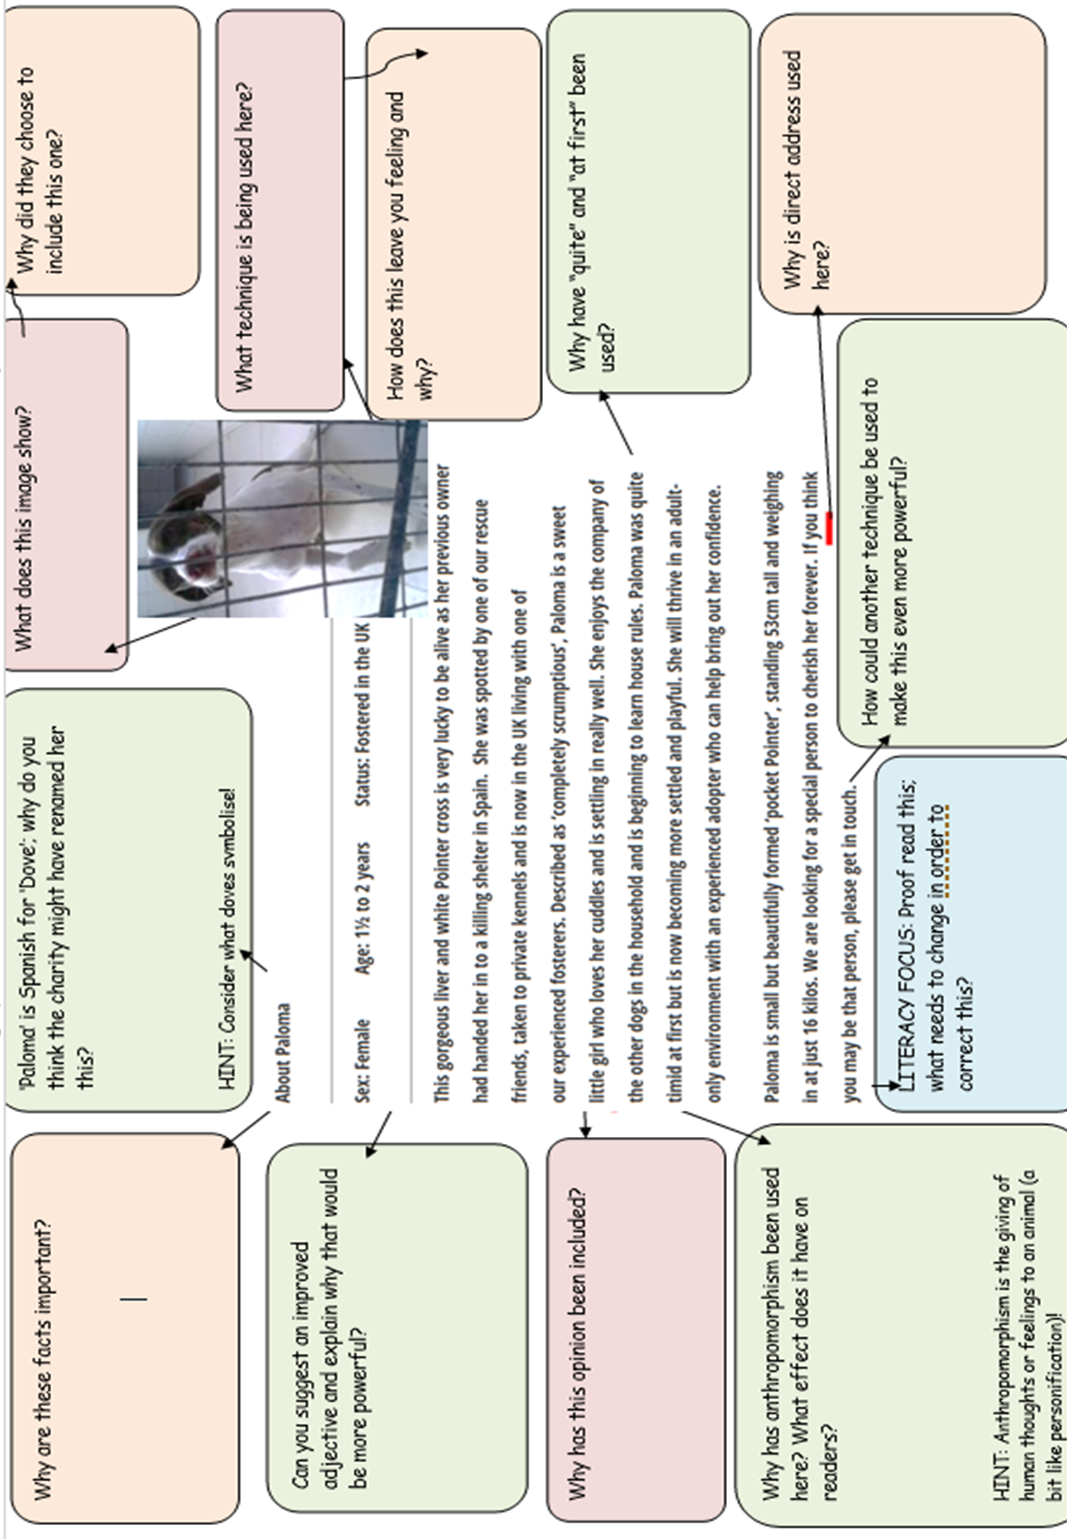 Why are these facts important?
'Paloma' is Spanish for 'Dove'; why do you
think the charity might have renamed her
this?
HINT: Consider what doves symbolise!
What does this image show?
Why did they choose to
include this one?
What technique is being used here?
How does this leave you feeling and
why?
Can you suggest an improved
adjective and explain why that would
be more powerful?
About Paloma
Sex: Female Age: 1½ to 2 years Status: Fostered in the UK
This gorgeous liver and white Pointer cross is very lucky to be alive as her previous owner
had handed her in to a killing shelter in Spain. She was spotted by one of our rescue
friends, taken to private kennels and is now in the UK living with one of
our experienced fosterers. Described as 'completely scrumptious', Paloma is a sweet
little girl who loves her cuddles and is settling in really well. She enjoys the company of
the other dogs in the household and is beginning to learn house rules. Paloma was quite
timid at first but is now becoming more settled and playful. She will thrive in an adult-
only environment with an experienced adopter who can help bring out her confidence.
Paloma is small but beautifully formed 'pocket Pointer', standing 53cm tall and weighing
in at just 16 kilos. We are looking for a special person to cherish her forever. If you think
you may be that person, please get in touch.
Why have "quite" and "at first" been
used?
Why has this opinion been included?
Why has anthropomorphism been used
here? What effect does it have on
readers?
HINT: Anthropomorphism is the giving of
human thoughts or feelings to an animal (a
bit like personification)!
LITERACY FOCUS: Proof read this;
what needs to change in order to
correct this?
How could another technique be used to
make this even more powerful?
Why is direct address used
here?